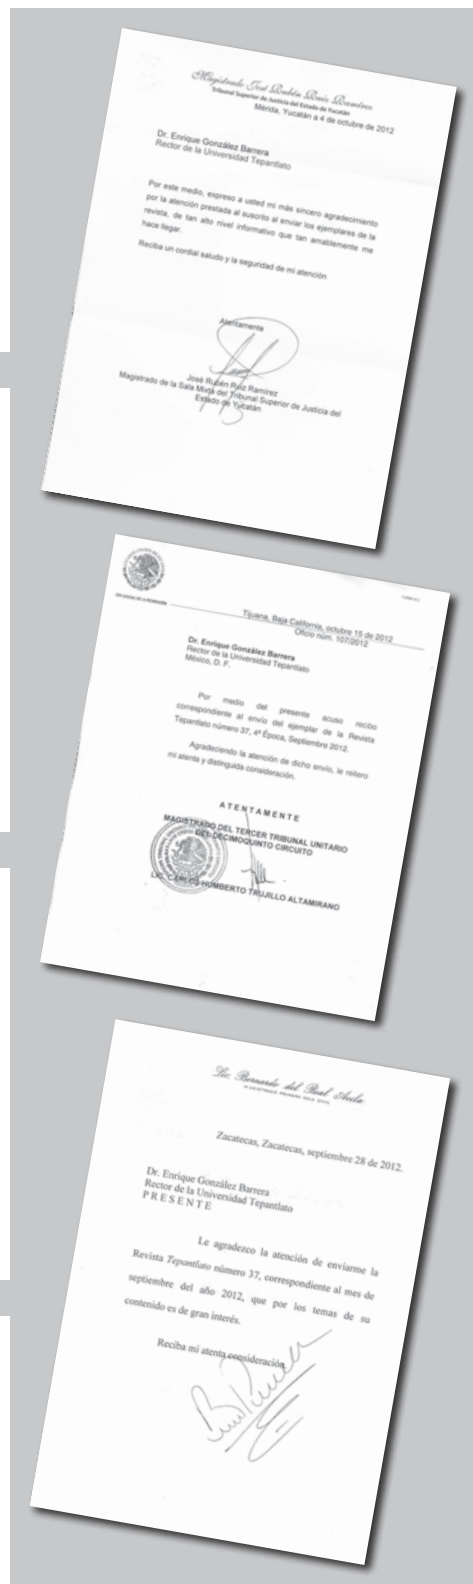 Magistrado José Rubén Ruiz Ramírez
Tribunal Superior de Justicia del Estado de Yucatán
Mérida, Yucatán a 4 de octubre de 2012
Dr. Enrique González Barrera
Rector de la Universidad Tepantlato
Por este medio, expreso a usted mi más sincero agradecimiento
por la atención prestada al suscrito al enviar los ejemplares de la
revista, de tan alto nivel informativo que tan amablemente me
hace llegar.
Reciba un cordial saludo y la seguridad de mi atención
Atentamente
José Rubén Ruiz Ramírez
Magistrado de la Sala Mixta del Tribunal Superior de Justicia del
Estado de Yucatán
Tijuana, Baja California, octubre 15 de 2012
Oficio núm. 107/2012
Dr. Enrique González Barrera
Rector de la Universidad Tepantlato
México, D. F.
Por medio del presente acuso recibo
correspondiente al envío del ejemplar de la Revista
Tepantlato número 37, 4ª Época, Septiembre 2012.
Agradeciendo la atención de dicho envío, le reitero
mi atenta y distinguida consideración.
A T E N T A M E N T E
MAGISTRADO DEL TERCER TRIBUNAL UNITARIO
DEL DECIMOQUINTO CIRCUITO
LIC. CARLOS HOMBERTO TRUJILLO ALTAMIRANO
Lic. Bernardo del Real Avila
MAGISTRADO PRIMERA SALA CIVIL
Zacatecas, Zacatecas, septiembre 28 de 2012.
Dr. Enrique González Barrera
Rector de la Universidad Tepantlato
P R E S E N T E
Le agradezco la atención de enviarme la
Revista Tepantlato número 37, correspondiente al mes de
septiembre del año 2012, que por los temas de su
contenido es de gran interés.
Reciba mi atenta consideración.